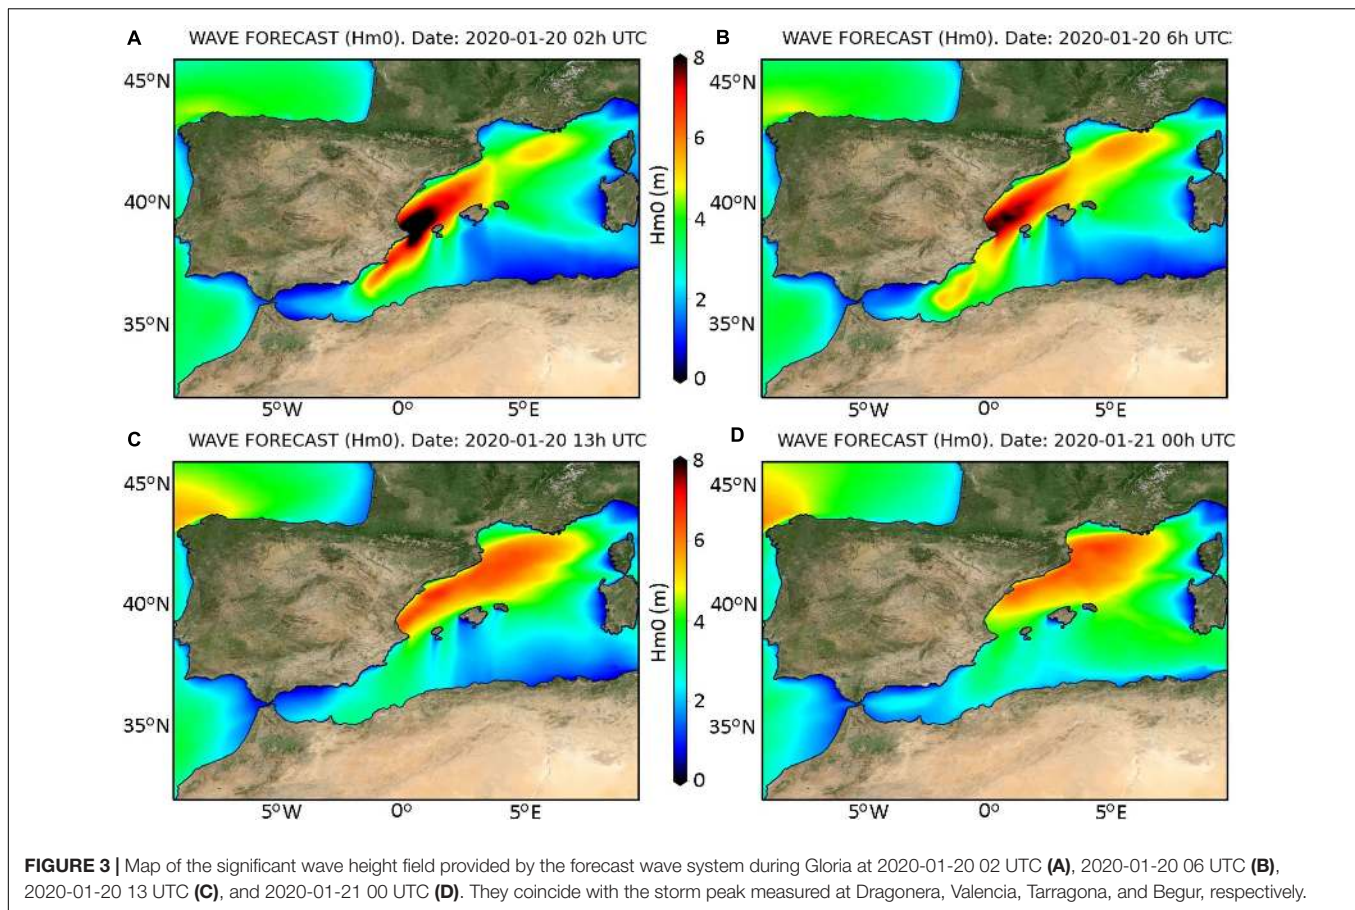 A WAVE FORECAST (Hm0). Date: 2020-01-20 02h UTC
45°N
40°N
35°N
5°W 0° 5°E
8
6
4
2
0
Hm0 (m)
B WAVE FORECAST (Hm0). Date: 2020-01-20 6h UTC
45°N
40°N
35°N
5°W 0° 5°E
C WAVE FORECAST (Hm0). Date: 2020-01-20 13h UTC
45°N
40°N
35°N
5°W 0° 5°E
8
6
4
2
0
Hm0 (m)
D WAVE FORECAST (Hm0). Date: 2020-01-21 00h UTC
45°N
40°N
35°N
5°W 0° 5°E
FIGURE 3 | Map of the significant wave height field provided by the forecast wave system during Gloria at 2020-01-20 02 UTC (A), 2020-01-20 06 UTC (B),
2020-01-20 13 UTC (C), and 2020-01-21 00 UTC (D). They coincide with the storm peak measured at Dragonera, Valencia, Tarragona, and Begur, respectively.